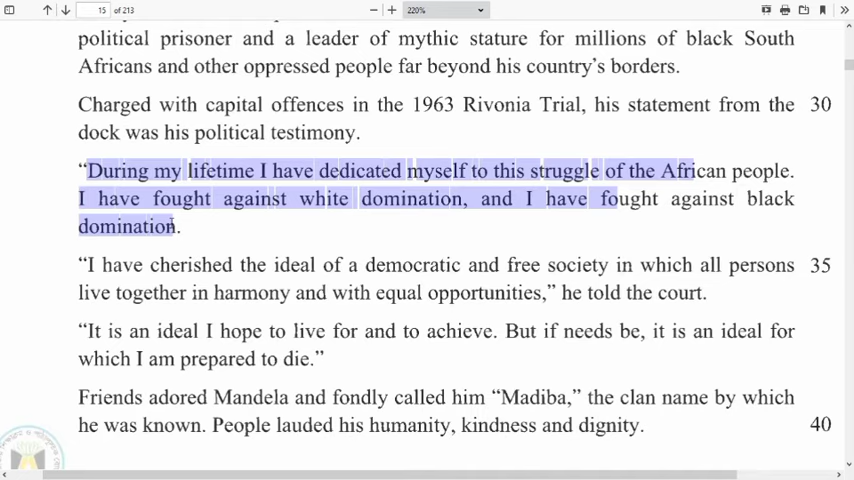 15 of 213
220%
political prisoner and a leader of mythic stature for millions of black South
Africans and other oppressed people far beyond his country's borders.
Charged with capital offences in the 1963 Rivonia Trial, his statement from the 30
dock was his political testimony.
“During my lifetime I have dedicated myself to this struggle of the African people.
I have fought against white domination, and I have fought against black
domination.
“I have cherished the ideal of a democratic and free society in which all persons 35
live together in harmony and with equal opportunities,” he told the court.
“It is an ideal I hope to live for and to achieve. But if needs be, it is an ideal for
which I am prepared to die.”
Friends adored Mandela and fondly called him “Madiba,” the clan name by which
he was known. People lauded his humanity, kindness and dignity. 40